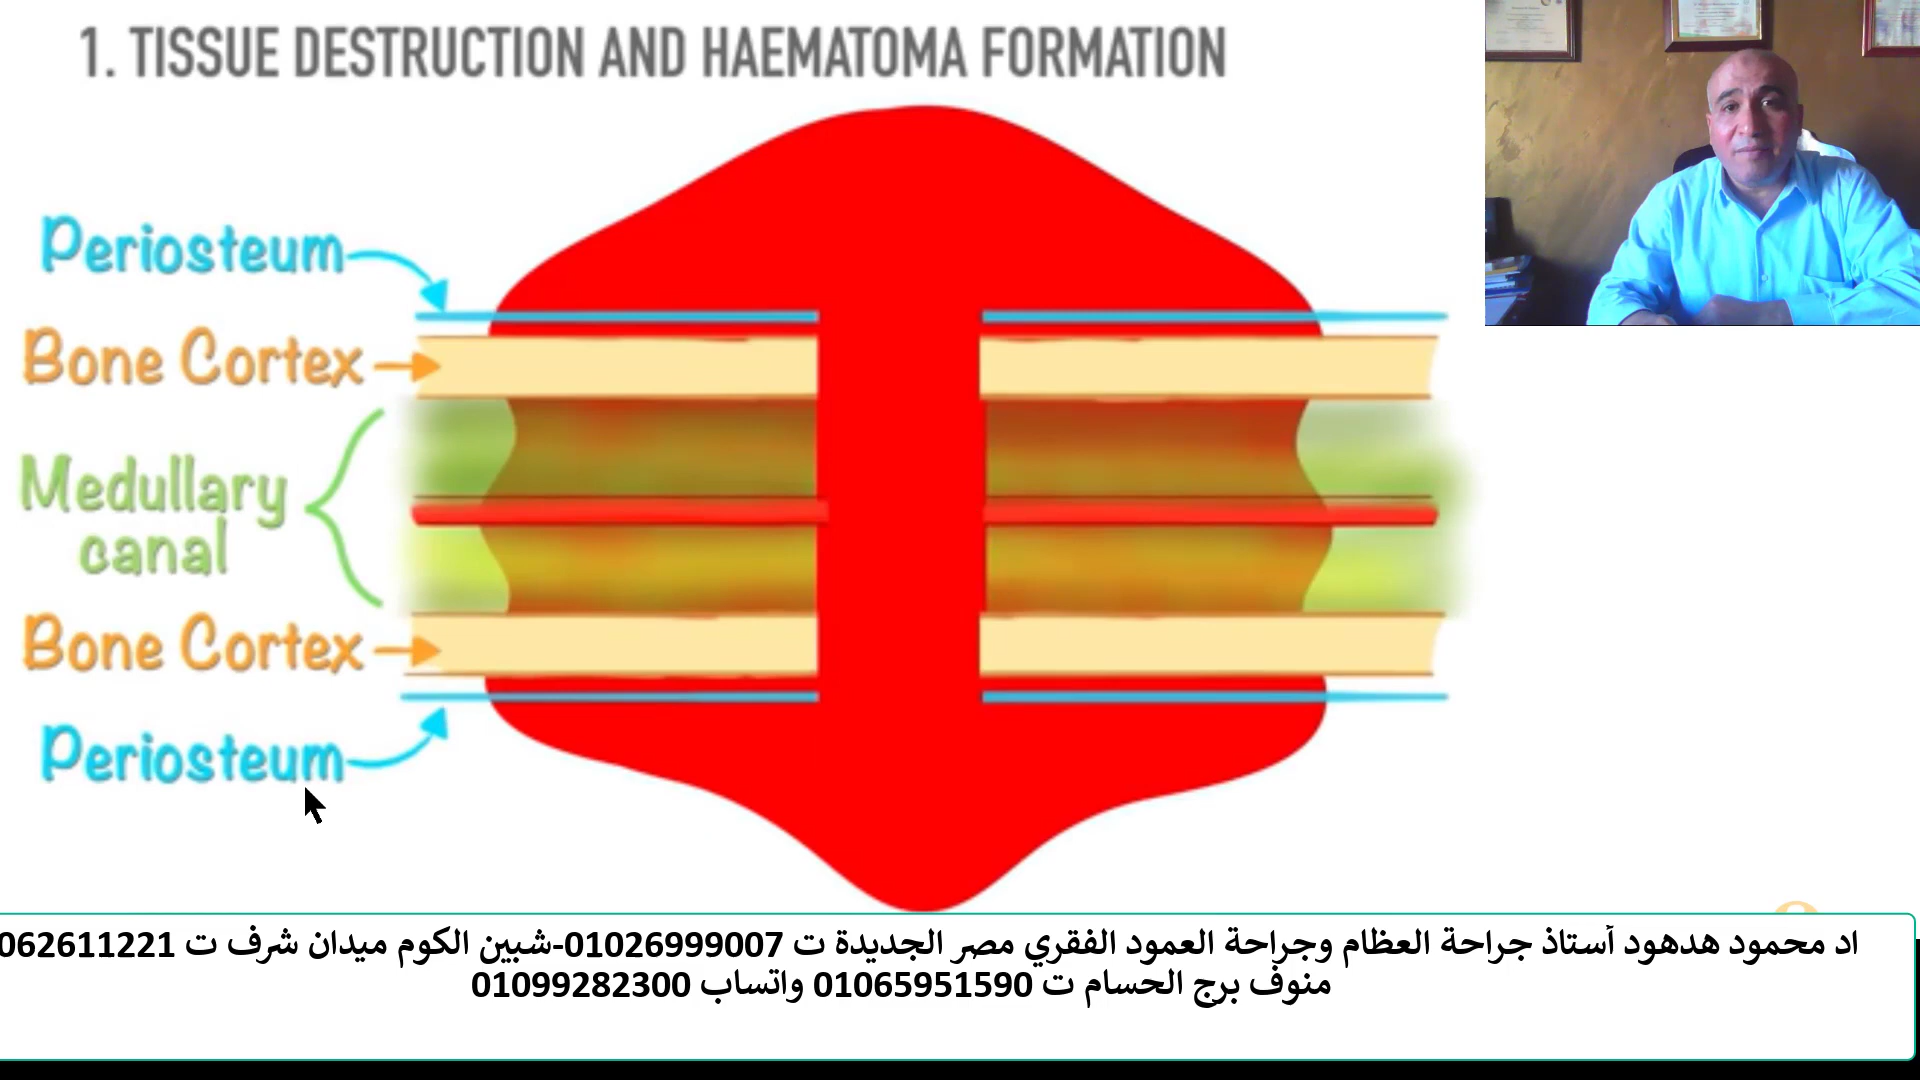 1. TISSUE DESTRUCTION AND HAEMATOMA FORMATION
Periosteum
Bone Cortex
Medullary
canal
Bone Cortex
Periosteum
اد محمود هدهود أستاذ جراحة العظام وجراحة العمود الفقري مصر الجديدة ت 01026999007-شبين الكوم ميدان شرف ت 062611221
منوف برج الحسام ت 01065951590 واتساب 01099282300